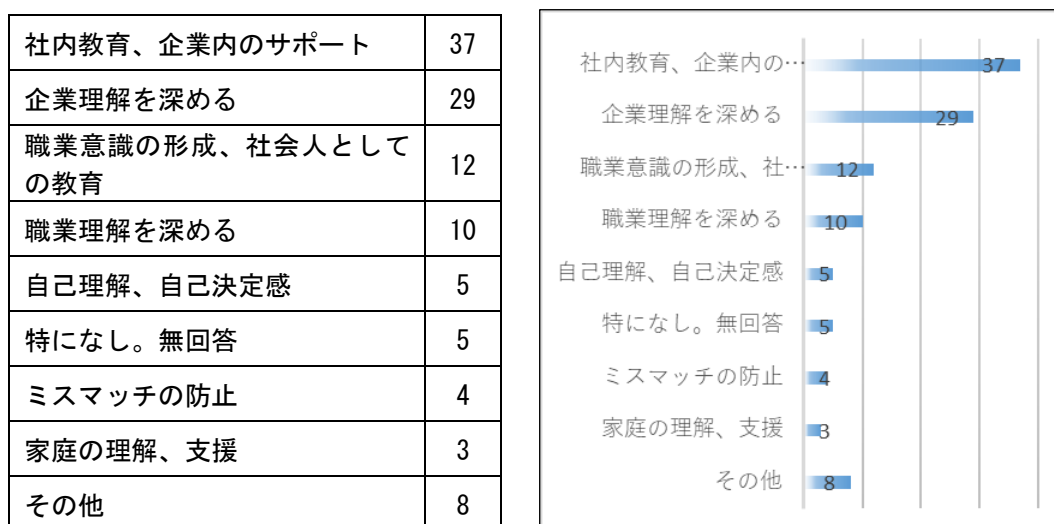 社内教育、企業内のサポート 37
企業理解を深める 29
職業意識の形成、社会人として
の教育 12
職業理解を深める 10
自己理解、自己決定感 5
特になし。無回答 5
ミスマッチの防止 4
家庭の理解、支援 3
その他 8
社内教育、企業内の… 37
企業理解を深める 29
職業意識の形成、社… 12
職業理解を深める 10
自己理解、自己決定感 5
特になし。無回答 5
ミスマッチの防止 4
家庭の理解、支援 3
その他 8